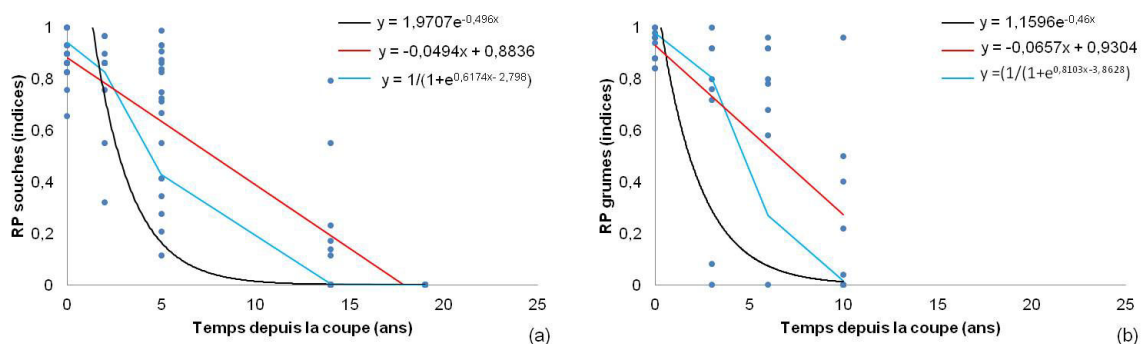 RP souches (indices)
1
0,8
0,6
0,4
0,2
0
0 5 10 15 20 25
Temps depuis la coupe (ans)
(a)
y = 1,9707e^-0,496x
y = -0,0494x + 0,8836
y = 1/(1+e^0,6174x- 2,798)
RP grumes (indices)
1
0,8
0,6
0,4
0,2
0
0 5 10 15 20 25
Temps depuis la coupe (ans)
(b)
y = 1,1596e^-0,46x
y = -0,0657x + 0,9304
y =(1/(1+e^0,8103x-3,8628)